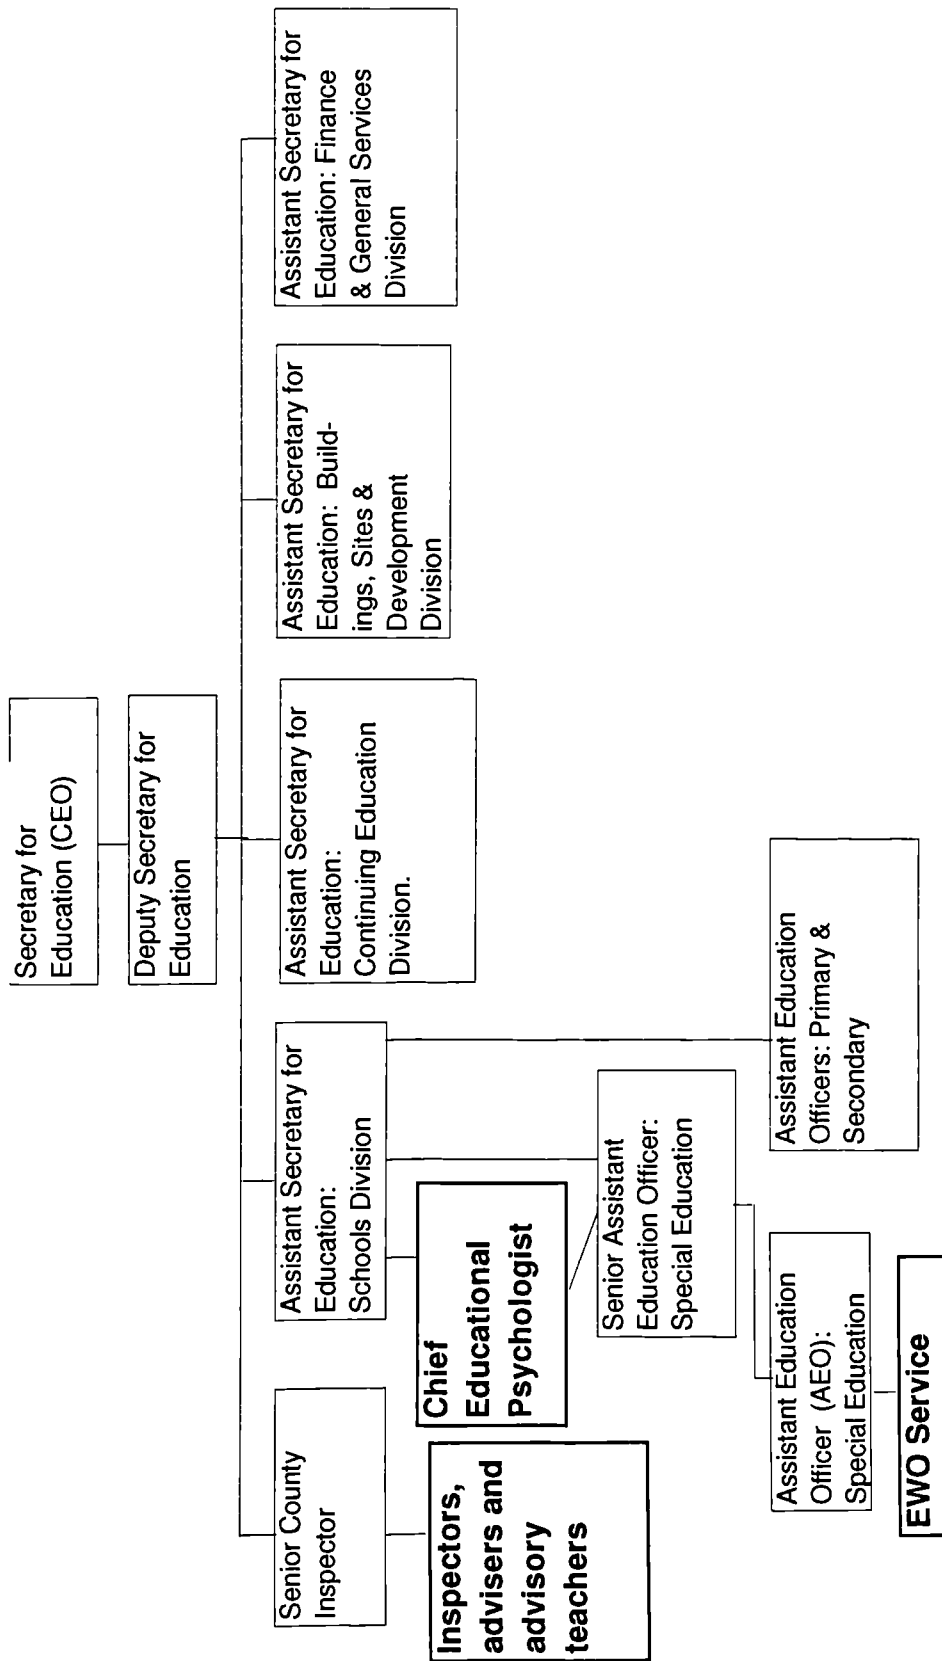 Secretary for
Education (CEO)
Deputy Secretary for
Education
Senior County
Inspector
Assistant Secretary for
Education:
Schools Division
Assistant Secretary for
Education:
Continuing Education
Division.
Assistant Secretary for
Education: Build-
ings, Sites &
Development
Division
Assistant Secretary for
Education: Finance
& General Services
Division
Inspectors,
advisers and
advisory
teachers
Chief
Educational
Psychologist
Senior Assistant
Education Officer:
Special Education
Assistant Education
Officer (AEO):
Special Education
Assistant Education
Officers: Primary &
Secondary
EWO Service